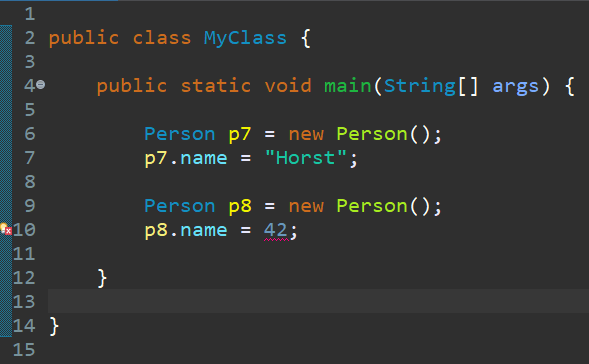 1
2 public class MyClass {
3
4 public static void main(String[] args) {
5
6 Person p7 = new Person();
7 p7.name = "Horst";
8
9 Person p8 = new Person();
10 p8.name = 42;
11
12 }
13
14 }
15